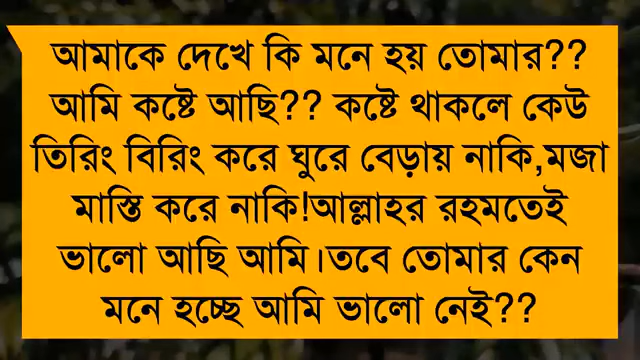 আমাকে দেখে কি মনে হয় তোমার??
আমি কষ্টে আছি?? কষ্টে থাকলে কেউ
তিরিং বিরিং করে ঘুরে বেড়ায় নাকি,মজা
মাস্তি করে নাকি!আল্লাহর রহমতেই
ভালো আছি আমি।তবে তোমার কেন
মনে হচ্ছে আমি ভালো নেই??